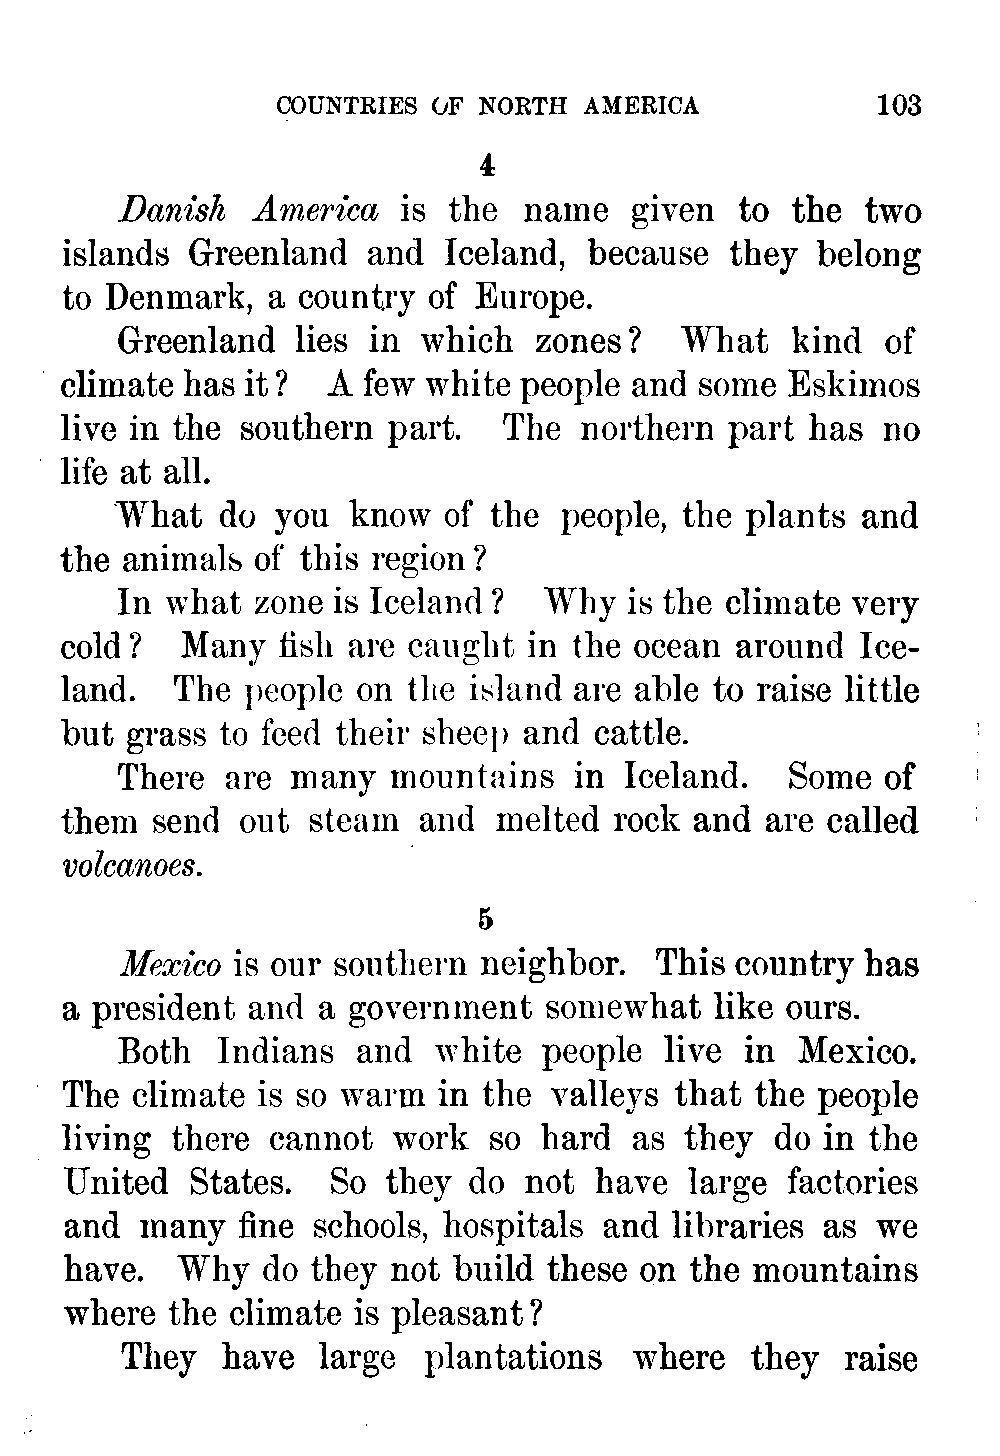 COUNTRIES OF NORTH AMERICA 103
4
Danish America is the name given to the two
islands Greenland and Iceland, because they belong
to Denmark, a country of Europe.
Greenland lies in which zones? What kind of
climate has it? A few white people and some Eskimos
live in the southern part. The northern part has no
life at all.
What do you know of the people, the plants and
the animals of this region?
In what zone is Iceland? Why is the climate very
cold? Many fish are caught in the ocean around Ice-
land. The people on the island are able to raise little
but grass to feed their sheep and cattle.
There are many mountains in Iceland. Some of
them send out steam and melted rock and are called
volcanoes.
5
Mexico is our southern neighbor. This country has
a president and a government somewhat like ours.
Both Indians and white people live in Mexico.
The climate is so warm in the valleys that the people
living there cannot work so hard as they do in the
United States. So they do not have large factories
and many fine schools, hospitals and libraries as we
have. Why do they not build these on the mountains
where the climate is pleasant?
They have large plantations where they raise